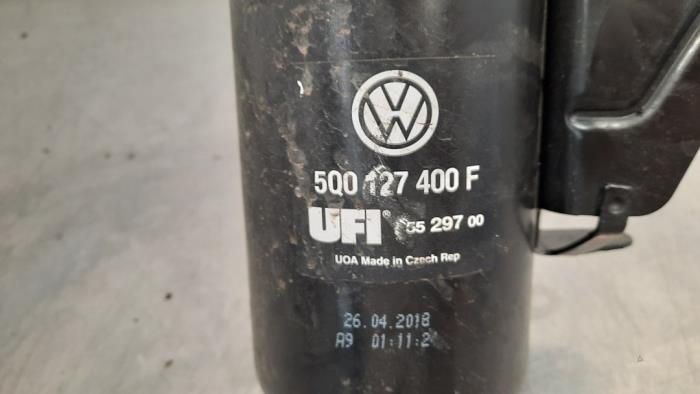 5Q0 127 400 F
UFI® 55 297 00
UOA Made in Czech Rep
26.04.2018
A9 01:11:2